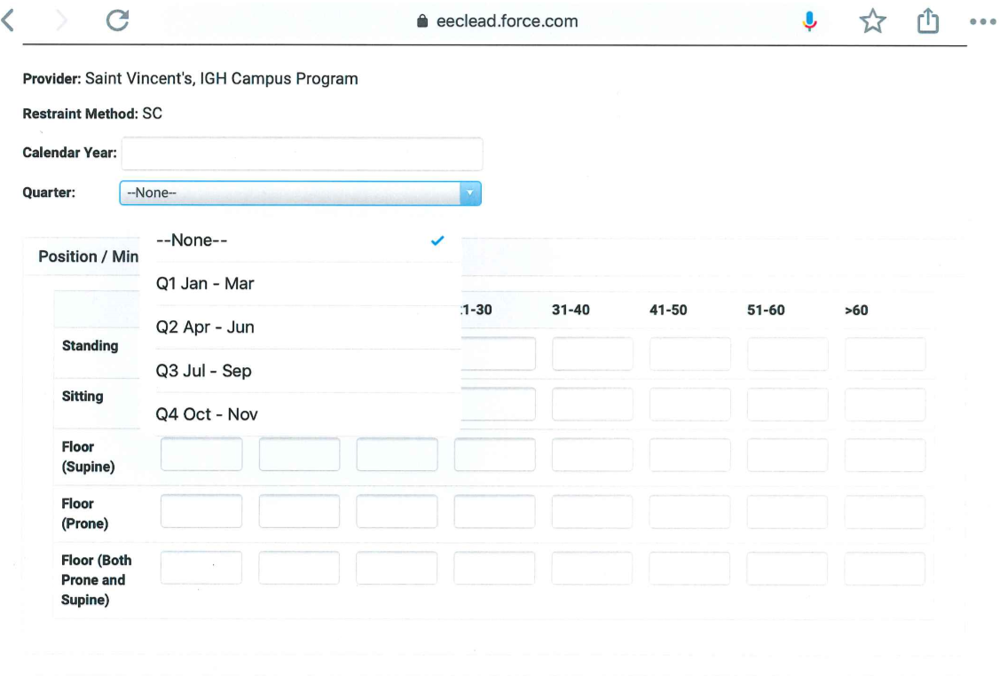 eeclead.force.com
Provider: Saint Vincent's, IGH Campus Program
Restraint Method: SC
Calendar Year:
Quarter: --None--
--None--
Position / Min
Q1 Jan - Mar
1-30 31-40 41-50 51-60 >60
Q2 Apr - Jun
Standing
Q3 Jul - Sep
Sitting
Q4 Oct - Nov
Floor
(Supine)
Floor
(Prone)
Floor (Both
Prone and
Supine)